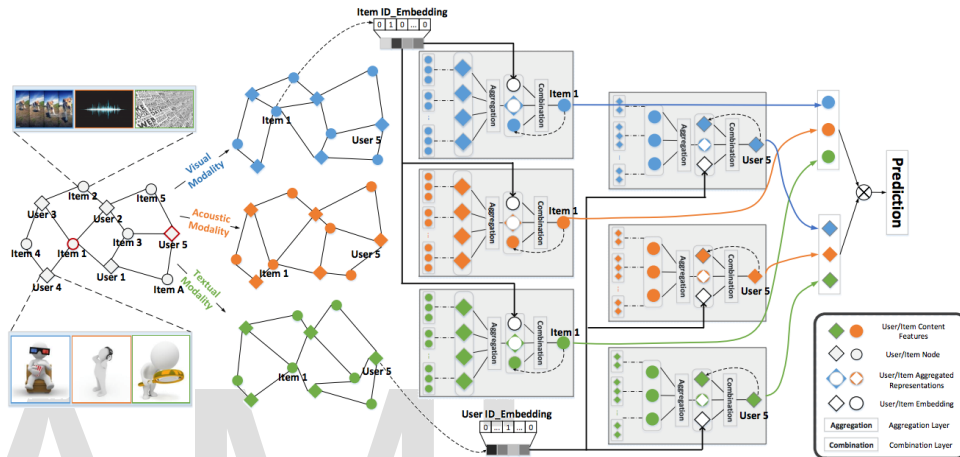 Item ID_Embedding
0 1 0 ... 0
Visual Modality
Acoustic Modality
Textual Modality
Item 1
User 5
Item 1
User 5
Item 1
User 5
Item 2
User 3
Item 5
User 2
Item 4
Item 1
Item 3
User 5
User 1
User 4
Item A
Aggregation
Combination
Item 1
Aggregation
Combination
Item 1
Aggregation
Combination
Item 1
Aggregation
Combination
User 5
Aggregation
Combination
User 5
Aggregation
Combination
User 5
User ID_Embedding
0 ... 1 ... 0
Prediction
User/Item Content
Features
User/Item Node
User/Item Aggregated
Representations
User/Item Embedding
Aggregation Aggregation Layer
Combination Combination Layer